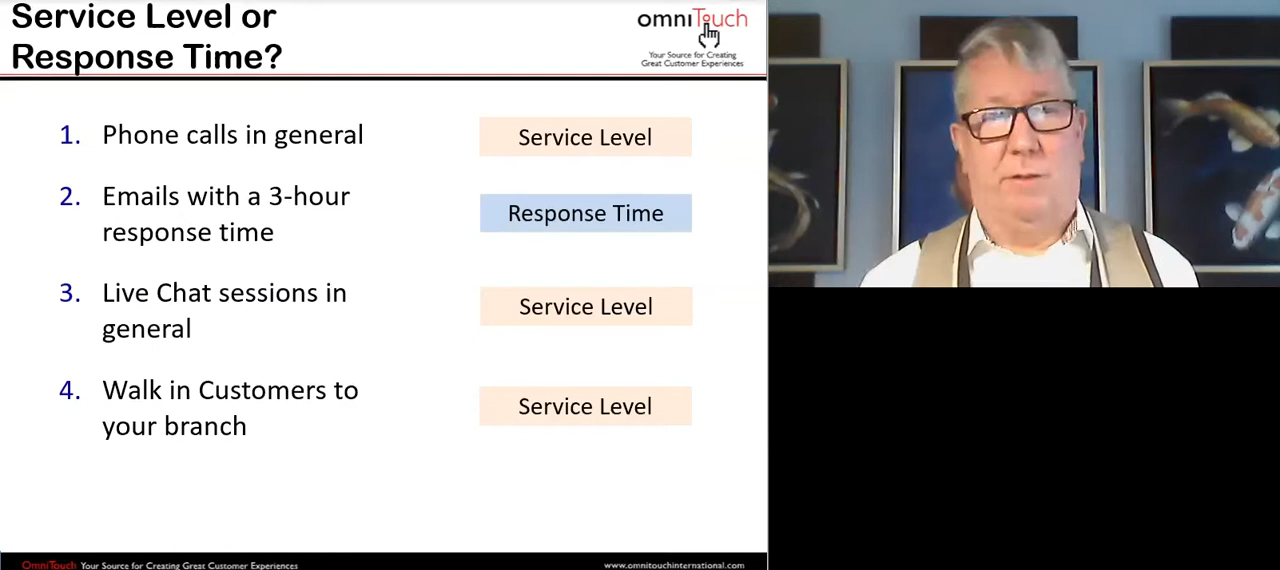 Service Level or
Response Time?
omniTouch
Your Source for Creating
Great Customer Experiences
1. Phone calls in general
Service Level
2. Emails with a 3-hour
response time
Response Time
3. Live Chat sessions in
general
Service Level
4. Walk in Customers to
your branch
Service Level
OmniTouch Your Source for Creating Great Customer Experiences
www.omnitouchinternational.com